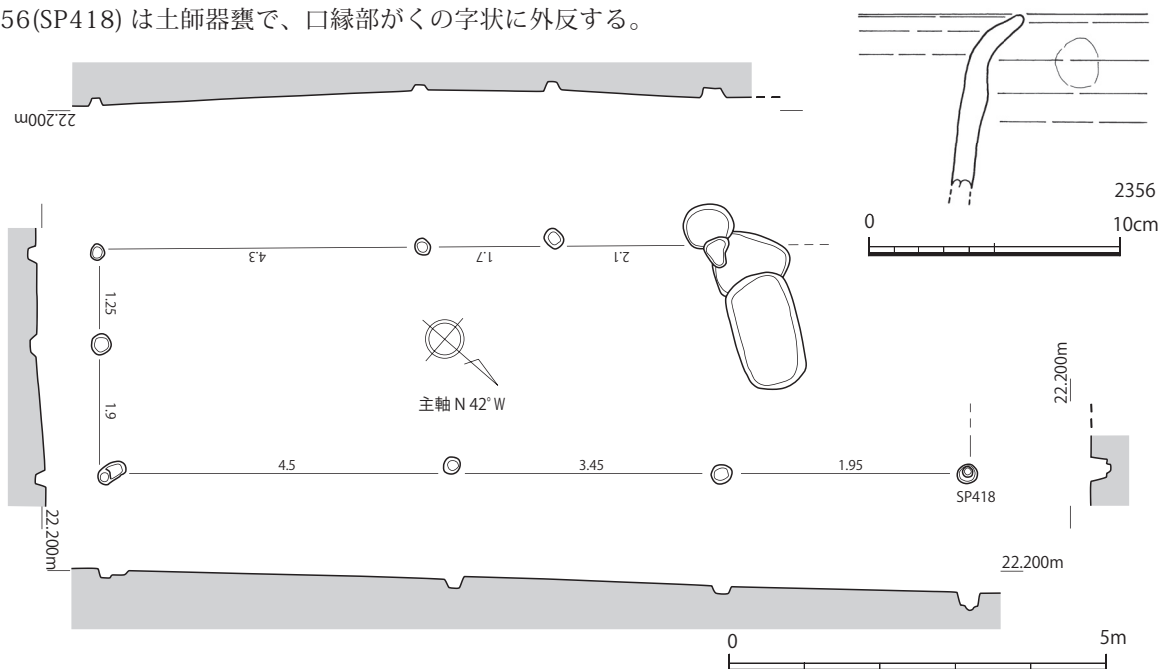 56(SP418) は土師器甕で、口縁部がくの字状に外反する。
22.200m
2356
0 10cm
4.3 1.7 2.1
1.25
主軸 N 42° W
22.200m
1.9
4.5 3.45 1.95
SP418
22.200m
22.200m
0 5m